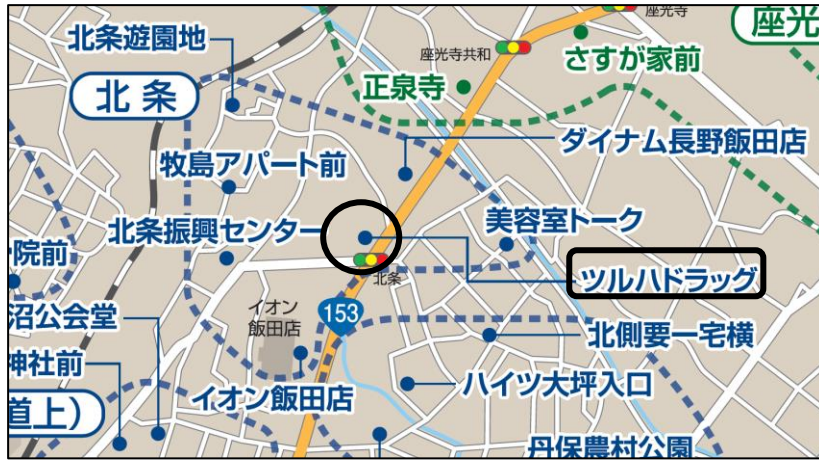 北条遊園地
座光寺
座光
座光寺共和
さすが家前
北条
正泉寺
ダイナム長野飯田店
牧島アパート前
北条振興センター
美容室トーク
院前
北条
ツルハドラッグ
沼公会堂
イオン
飯田店
153
北側要一宅横
神社前
イオン飯田店
ハイツ大坪入口
道上)
丹保農村公園